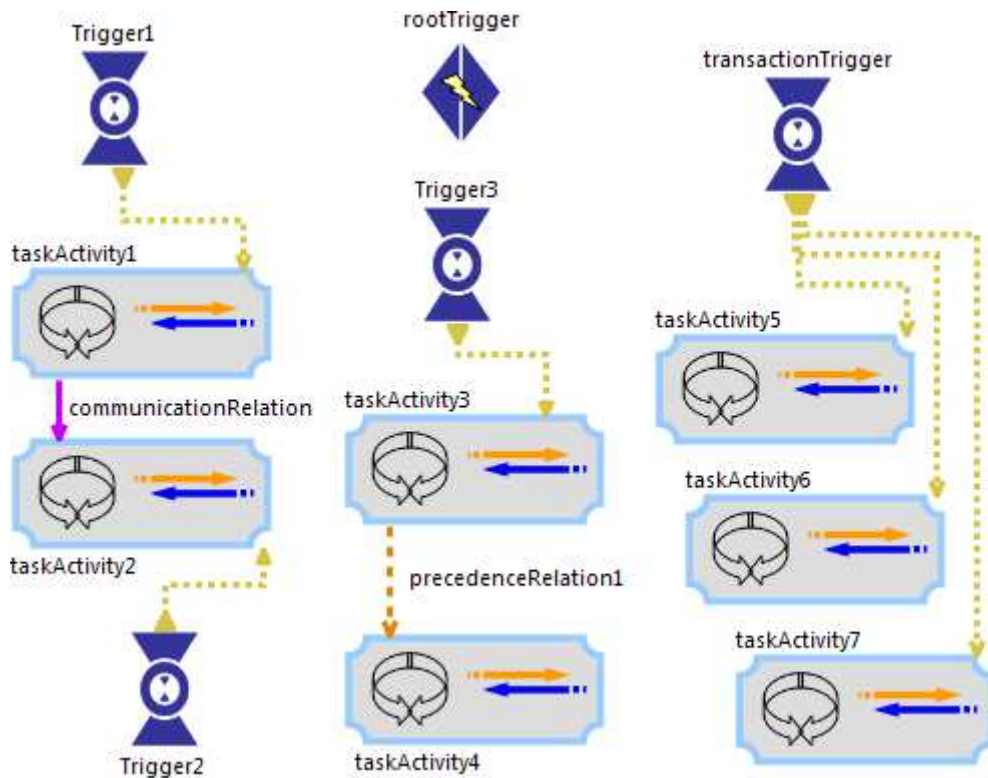 Trigger1
rootTrigger
transactionTrigger
Trigger3
taskActivity1
taskActivity5
communicationRelation
taskActivity3
taskActivity6
taskActivity2
precedenceRelation1
taskActivity7
Trigger2
taskActivity4